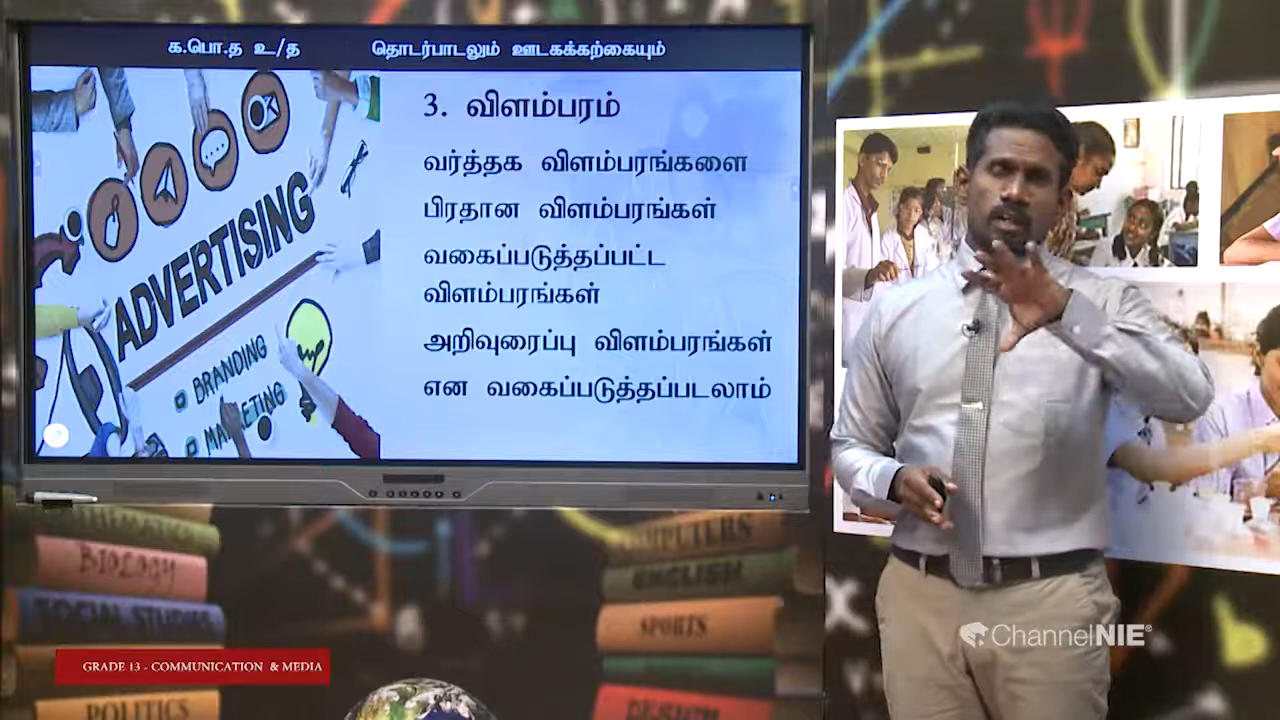 க.பொ.த உ/த தொடர்பாடலும் ஊடகக்கற்கையும்
3. விளம்பரம்
வர்த்தக விளம்பரங்களை
பிரதான விளம்பரங்கள்
வகைப்படுத்தப்பட்ட
விளம்பரங்கள்
அறிவுரைப்பு விளம்பரங்கள்
என வகைப்படுத்தப்படலாம்
ADVERTISING
BRANDING
MARKETING
MATHEMATICS
BIOLOGY
SOCIAL STUDIES
POLITICS
COMPUTERS
ENGLISH
SPORTS
DESIGN
GRADE 13 - COMMUNICATION & MEDIA
ChannelNIE®